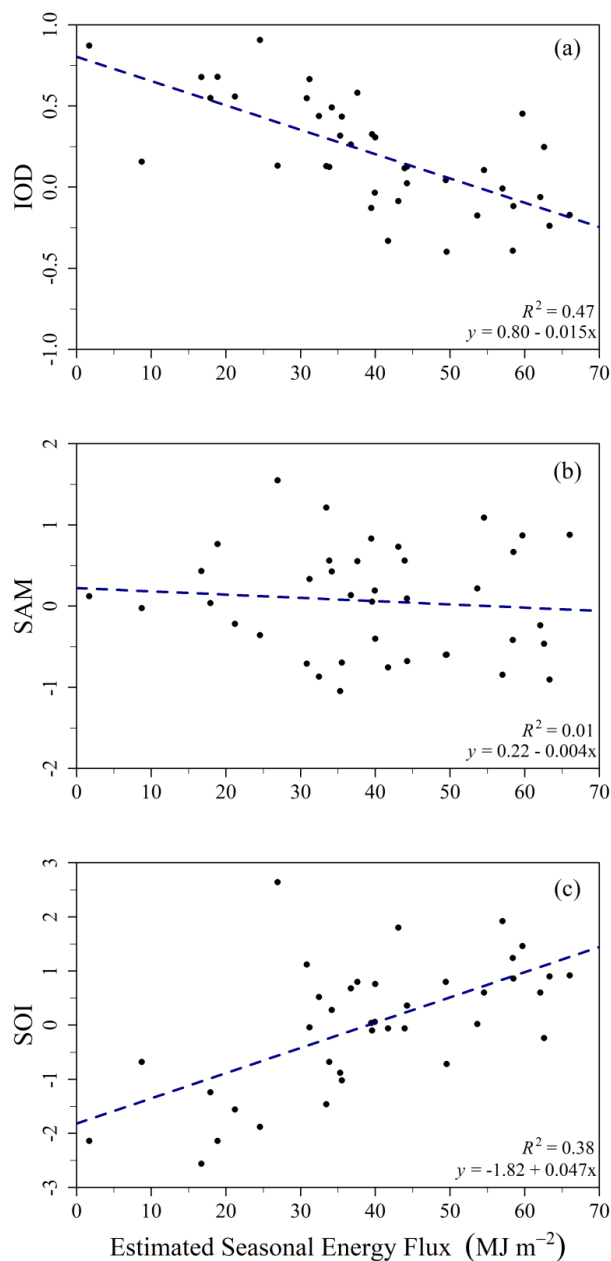 (a)
1.0
0.5
0.0
-0.5
-1.0
IOD
R² = 0.47
y = 0.80 - 0.015x
0 10 20 30 40 50 60 70
(b)
2
1
0
-1
-2
SAM
R² = 0.01
y = 0.22 - 0.004x
0 10 20 30 40 50 60 70
(c)
3
2
1
0
-1
-2
-3
SOI
R² = 0.38
y = -1.82 + 0.047x
0 10 20 30 40 50 60 70
Estimated Seasonal Energy Flux (MJ m⁻²)